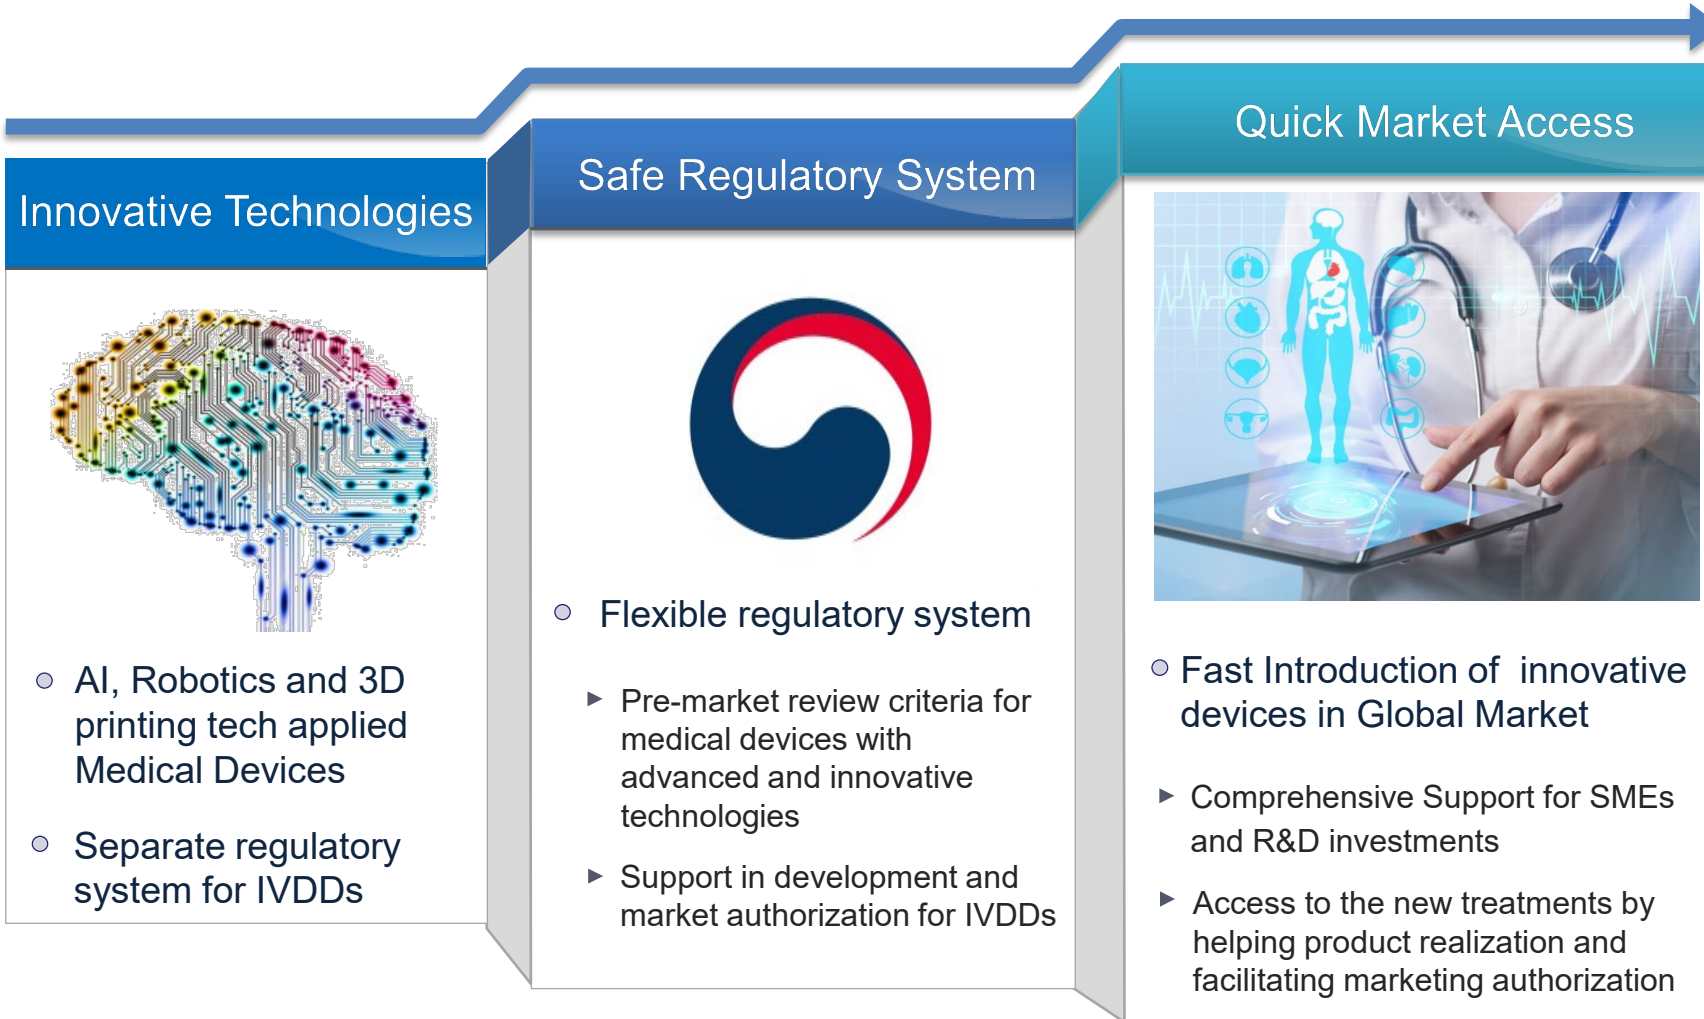 Innovative Technologies
AI, Robotics and 3D
printing tech applied
Medical Devices
Separate regulatory
system for IVDDs
Safe Regulatory System
Flexible regulatory system
Pre-market review criteria for
medical devices with
advanced and innovative
technologies
Support in development and
market authorization for IVDDs
Quick Market Access
Fast Introduction of innovative
devices in Global Market
Comprehensive Support for SMEs
and R&D investments
Access to the new treatments by
helping product realization and
facilitating marketing authorization